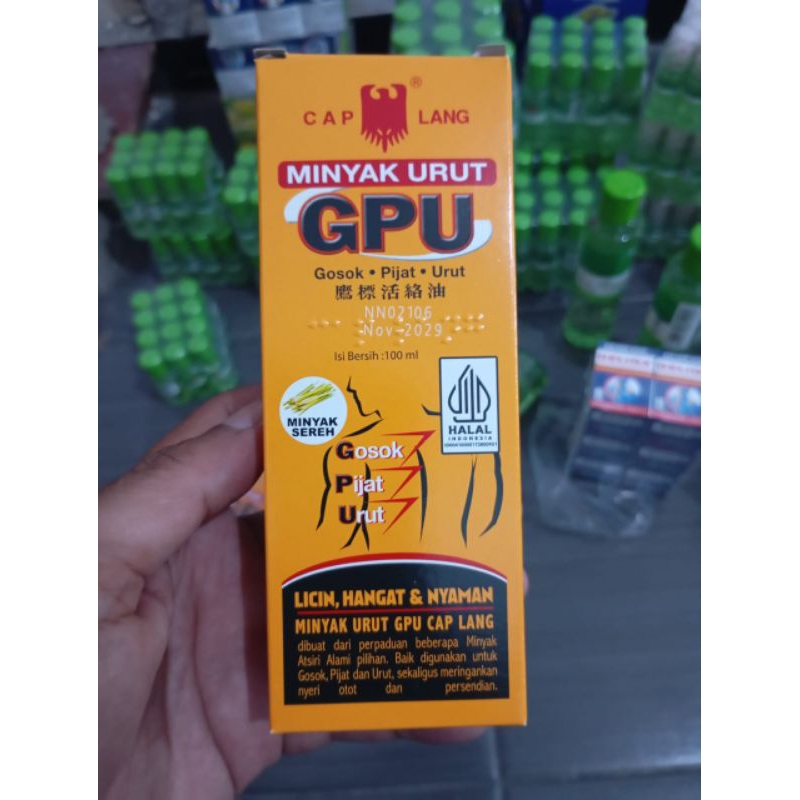 CAP LANG
®
MINYAK URUT
GPU
Gosok • Pijat • Urut
鷹標活絡油
NN02106
Nov-2029
Isi Bersih :100 ml
MINYAK
SEREH
HALAL
INDONESIA
Gosok
Pijat
Urut
LICIN, HANGAT & NYAMAN
MINYAK URUT GPU CAP LANG
dibuat dari perpaduan beberapa Minyak
Atsiri Alami pilihan. Baik digunakan untuk
Gosok, Pijat dan Urut, sekaligus meringankan
nyeri otot dan persendian.